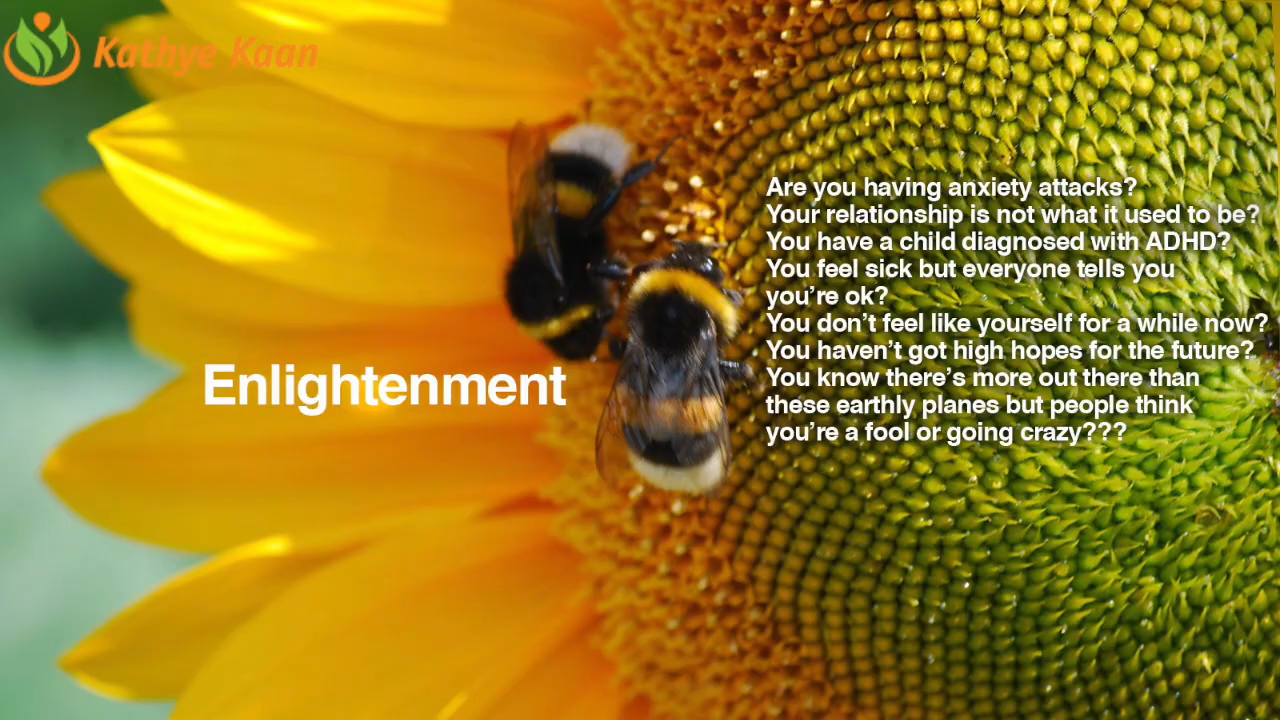 Kathye Kaan
Enlightenment
Are you having anxiety attacks?
Your relationship is not what it used to be?
You have a child diagnosed with ADHD?
You feel sick but everyone tells you
you're ok?
You don't feel like yourself for a while now?
You haven't got high hopes for the future?
You know there's more out there than
these earthly planes but people think
you're a fool or going crazy???